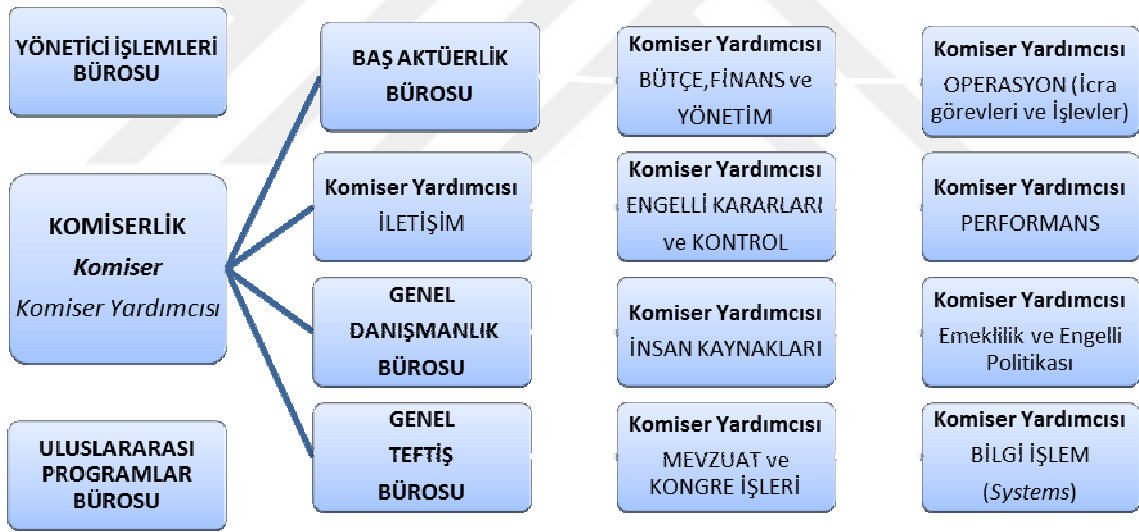 YÖNETİCİ İŞLEMLERİ
BÜROSU
KOMİSERLİK
Komiser
Komiser Yardımcısı
ULUSLARARASI
PROGRAMLAR
BÜROSU
BAŞ AKTÜERLİK
BÜROSU
Komiser Yardımcısı
İLETİŞİM
GENEL
DANIŞMANLIK
BÜROSU
GENEL
TEFTİŞ
BÜROSU
Komiser Yardımcısı
BÜTÇE,FİNANS ve
YÖNETİM
Komiser Yardımcısı
ENGELLİ KARARLARI
ve KONTROL
Komiser Yardımcısı
İNSAN KAYNAKLARI
Komiser Yardımcısı
MEVZUAT ve
KONGRE İŞLERİ
Komiser Yardımcısı
OPERASYON (İcra
görevleri ve İşlevler)
Komiser Yardımcısı
PERFORMANS
Komiser Yardımcısı
Emeklilik ve Engelli
Politikası
Komiser Yardımcısı
BİLGİ İŞLEM
(Systems)